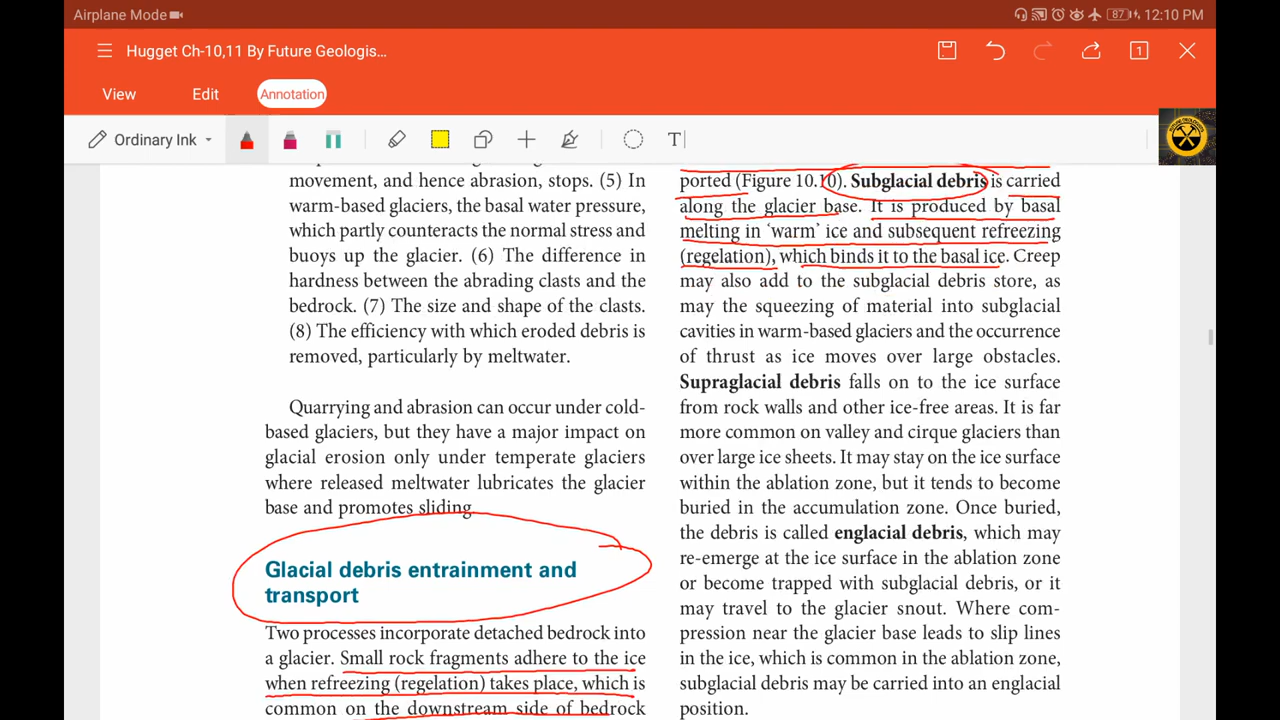 Airplane Mode
87
12:10 PM
Hugget Ch-10,11 By Future Geologis...
1
View
Edit
Annotation
Ordinary Ink
T
movement, and hence abrasion, stops. (5) In
warm-based glaciers, the basal water pressure,
which partly counteracts the normal stress and
buoys up the glacier. (6) The difference in
hardness between the abrading clasts and the
bedrock. (7) The size and shape of the clasts.
(8) The efficiency with which eroded debris is
removed, particularly by meltwater.
Quarrying and abrasion can occur under cold-
based glaciers, but they have a major impact on
glacial erosion only under temperate glaciers
where released meltwater lubricates the glacier
base and promotes sliding.
Glacial debris entrainment and
transport
Two processes incorporate detached bedrock into
a glacier. Small rock fragments adhere to the ice
when refreezing (regelation) takes place, which is
common on the downstream side of bedrock
ported (Figure 10.10). Subglacial debris is carried
along the glacier base. It is produced by basal
melting in ‘warm’ ice and subsequent refreezing
(regelation), which binds it to the basal ice. Creep
may also add to the subglacial debris store, as
may the squeezing of material into subglacial
cavities in warm-based glaciers and the occurrence
of thrust as ice moves over large obstacles.
Supraglacial debris falls on to the ice surface
from rock walls and other ice-free areas. It is far
more common on valley and cirque glaciers than
over large ice sheets. It may stay on the ice surface
within the ablation zone, but it tends to become
buried in the accumulation zone. Once buried,
the debris is called englacial debris, which may
re-emerge at the ice surface in the ablation zone
or become trapped with subglacial debris, or it
may travel to the glacier snout. Where com-
pression near the glacier base leads to slip lines
in the ice, which is common in the ablation zone,
subglacial debris may be carried into an englacial
position.